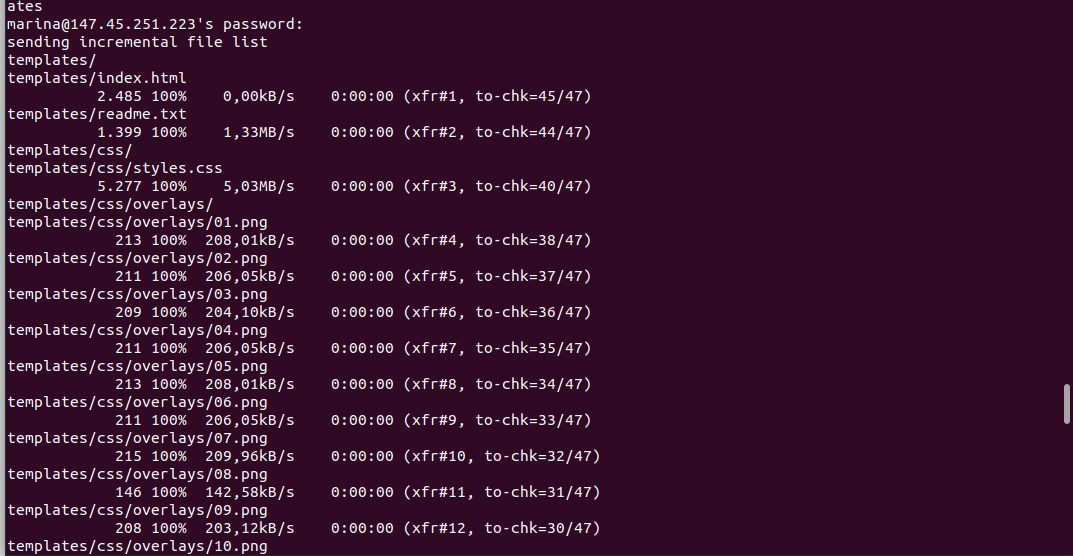 ates
marina@147.45.251.223's password:
sending incremental file list
templates/
templates/index.html
2.485 100% 0,00kB/s 0:00:00 (xfr#1, to-chk=45/47)
templates/readme.txt
1.399 100% 1,33MB/s 0:00:00 (xfr#2, to-chk=44/47)
templates/css/
templates/css/styles.css
5.277 100% 5,03MB/s 0:00:00 (xfr#3, to-chk=40/47)
templates/css/overlays/
templates/css/overlays/01.png
213 100% 208,01kB/s 0:00:00 (xfr#4, to-chk=38/47)
templates/css/overlays/02.png
211 100% 206,05kB/s 0:00:00 (xfr#5, to-chk=37/47)
templates/css/overlays/03.png
209 100% 204,10kB/s 0:00:00 (xfr#6, to-chk=36/47)
templates/css/overlays/04.png
211 100% 206,05kB/s 0:00:00 (xfr#7, to-chk=35/47)
templates/css/overlays/05.png
213 100% 208,01kB/s 0:00:00 (xfr#8, to-chk=34/47)
templates/css/overlays/06.png
211 100% 206,05kB/s 0:00:00 (xfr#9, to-chk=33/47)
templates/css/overlays/07.png
215 100% 209,96kB/s 0:00:00 (xfr#10, to-chk=32/47)
templates/css/overlays/08.png
146 100% 142,58kB/s 0:00:00 (xfr#11, to-chk=31/47)
templates/css/overlays/09.png
208 100% 203,12kB/s 0:00:00 (xfr#12, to-chk=30/47)
templates/css/overlays/10.png